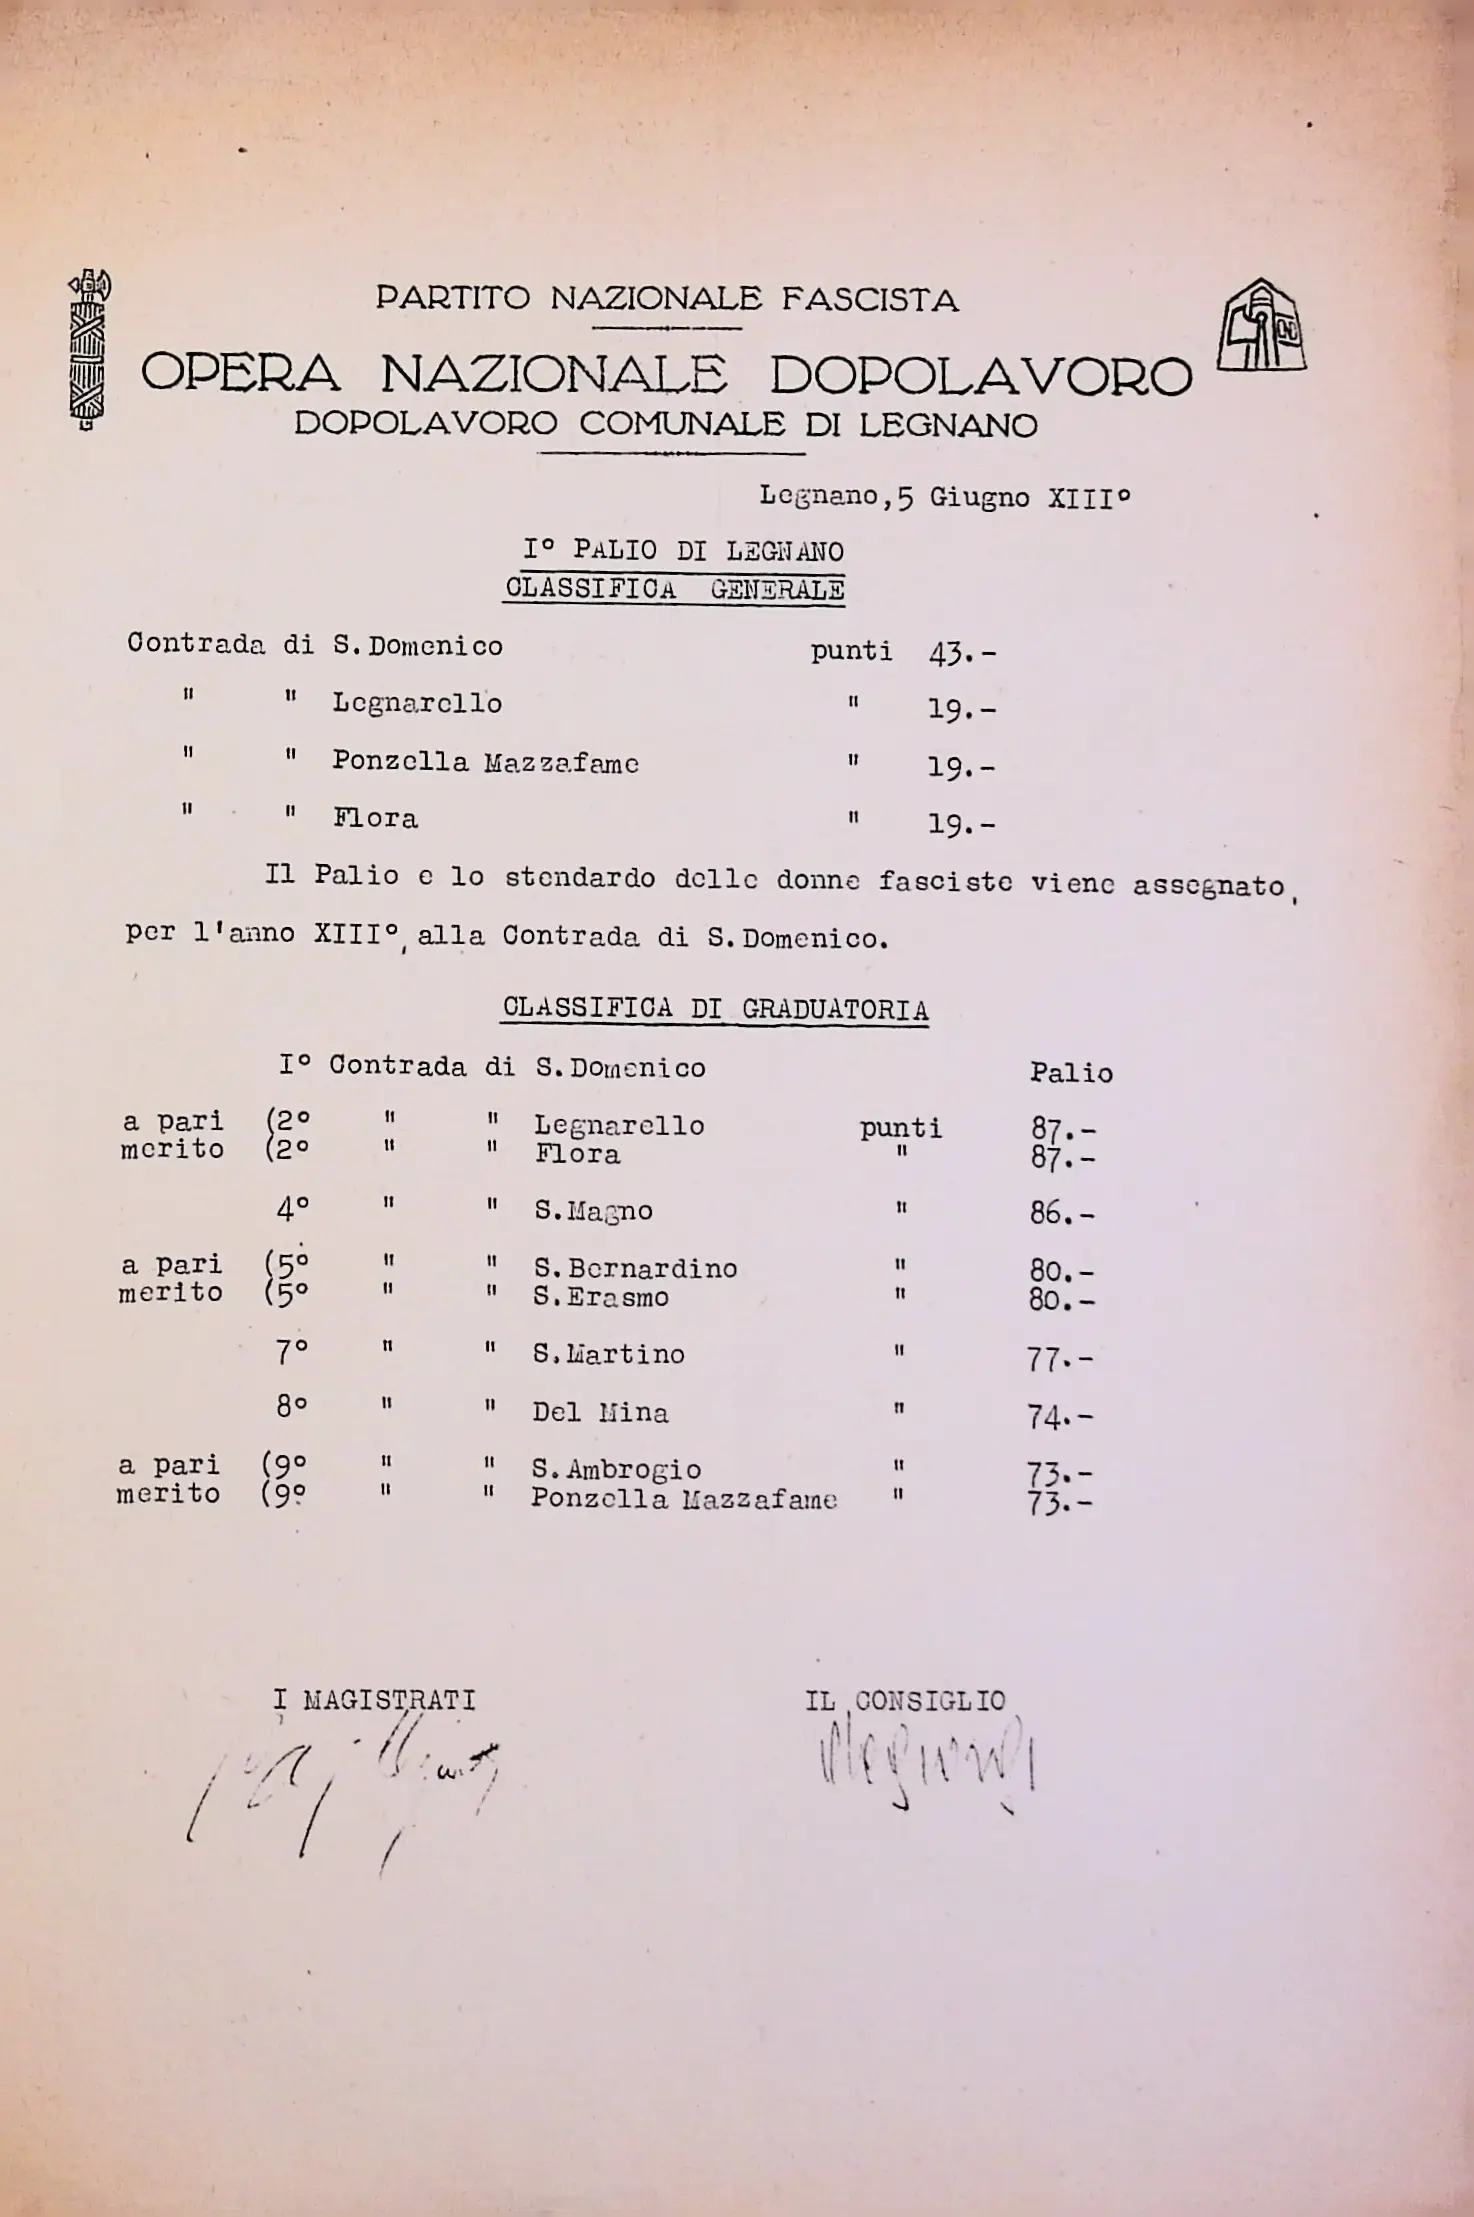 PARTITO NAZIONALE FASCISTA
OPERA NAZIONALE DOPOLAVORO
DOPOLAVORO COMUNALE DI LEGNANO
Legnano,5 Giugno XIII°
I° PALIO DI LEGNANO
CLASSIFICA GENERALE
Contrada di S.Domenico punti 43.-
" " Legnarello " 19.-
" " Ponzella Mazzafame " 19.-
" " Flora " 19.-
Il Palio e lo stendardo delle donne fasciste viene assegnato,
per l'anno XIII°, alla Contrada di S.Domenico.
CLASSIFICA DI GRADUATORIA
I° Contrada di S.Domenico Palio
a pari (2° " " Legnarello punti 87.-
merito (2° " " Flora " 87.-
4° " " S.Magno " 86.-
a pari (5° " " S.Bernardino " 80.-
merito (5° " " S.Erasmo " 80.-
7° " " S.Martino " 77.-
8° " " Del Mina " 74.-
a pari (9° " " S.Ambrogio " 73.-
merito (9° " " Ponzella Mazzafame " 73.-
I MAGISTRATI IL CONSIGLIO